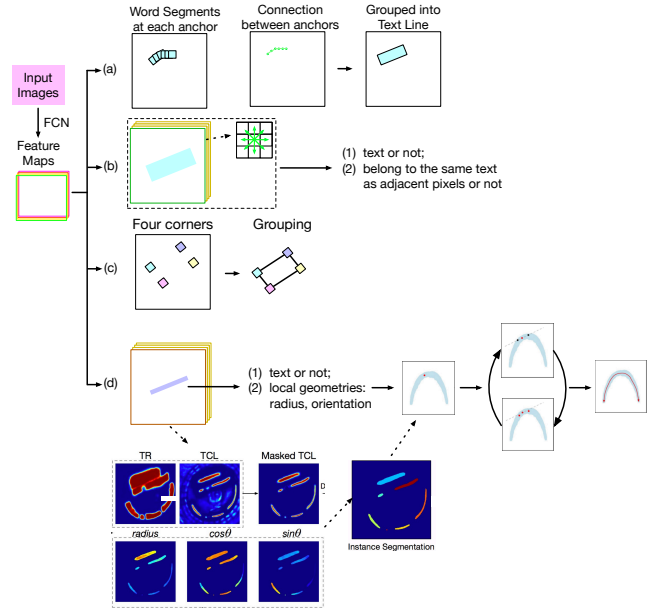 Word Segments
at each anchor
Connection
between anchors
Grouped into
Text Line
Input
Images
(a)
FCN
Feature
Maps
(b)
(1) text or not;
(2) belong to the same text
as adjacent pixels or not
Four corners
Grouping
(c)
(d)
(1) text or not;
(2) local geometries:
radius, orientation
TR
TCL
Masked TCL
D
Instance Segmentation
radius
cosθ
sinθ